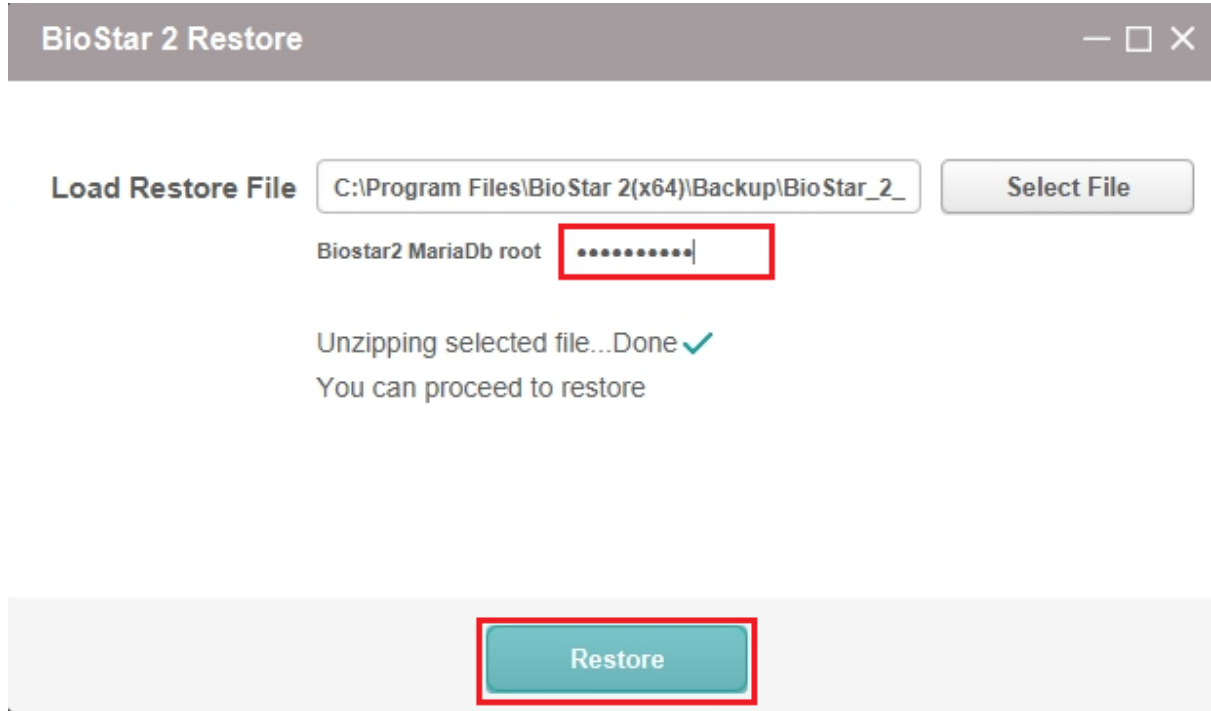 BioStar 2 Restore
Load Restore File C:\Program Files\BioStar 2(x64)\Backup\BioStar_2_ Select File
Biostar2 MariaDb root ••••••••••
Unzipping selected file...Done
You can proceed to restore
Restore